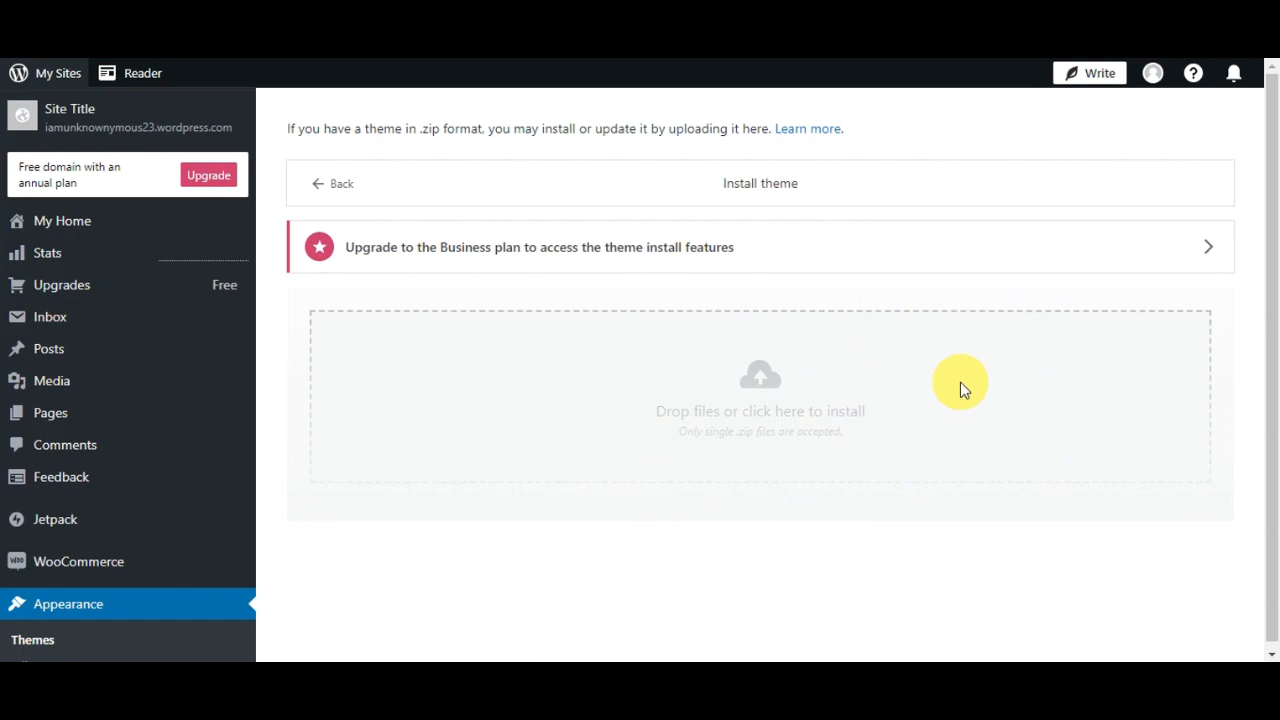 My Sites
Reader
Write
Site Title
iamunknownymous23.wordpress.com
Free domain with an
annual plan
Upgrade
My Home
Stats
Upgrades Free
Inbox
Posts
Media
Pages
Comments
Feedback
Jetpack
WooCommerce
Appearance
Themes
If you have a theme in .zip format, you may install or update it by uploading it here. Learn more.
Back
Install theme
Upgrade to the Business plan to access the theme install features
Drop files or click here to install
Only single .zip files are accepted.